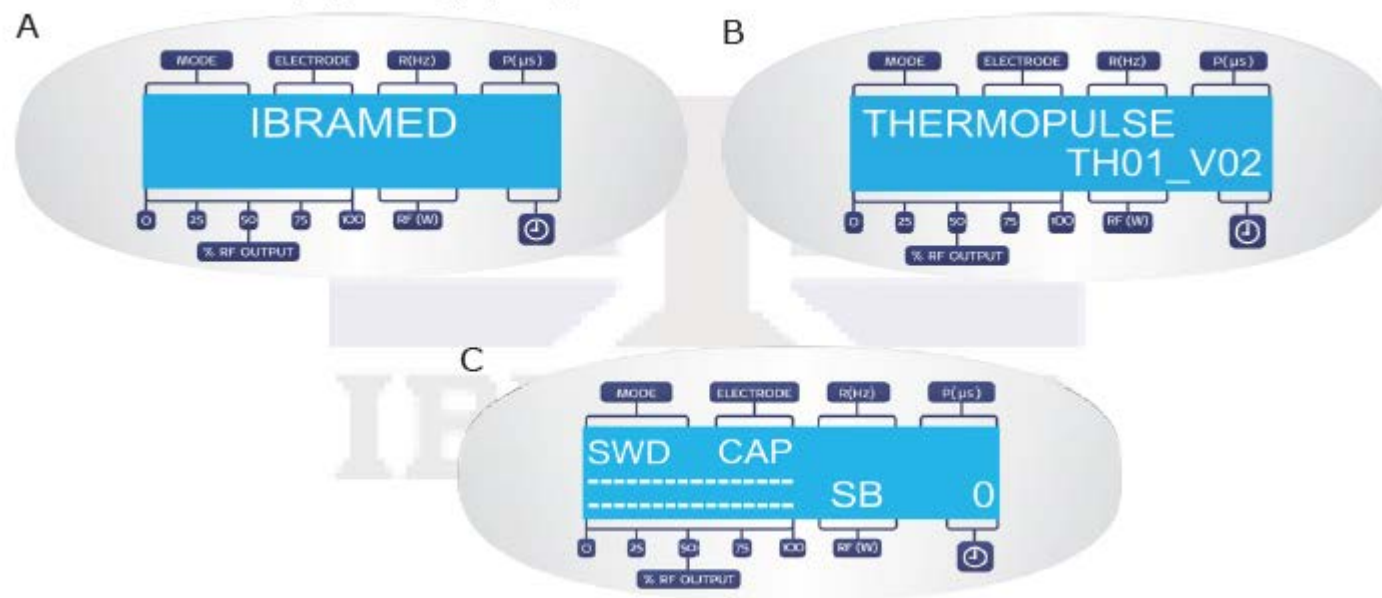 A
MODE ELECTRODE R(HZ) P(µs)
IBRAMED
0 25 50 75 100 RF (W)
% RF OUTPUT
B
MODE ELECTRODE R(HZ) P(µs)
THERMOPULSE
TH01_V02
0 25 50 75 100 RF (W)
% RF OUTPUT
C
MODE ELECTRODE R(HZ) P(µs)
SWD CAP
----------------
---------------- SB 0
0 25 50 75 100 RF (W)
% RF OUTPUT